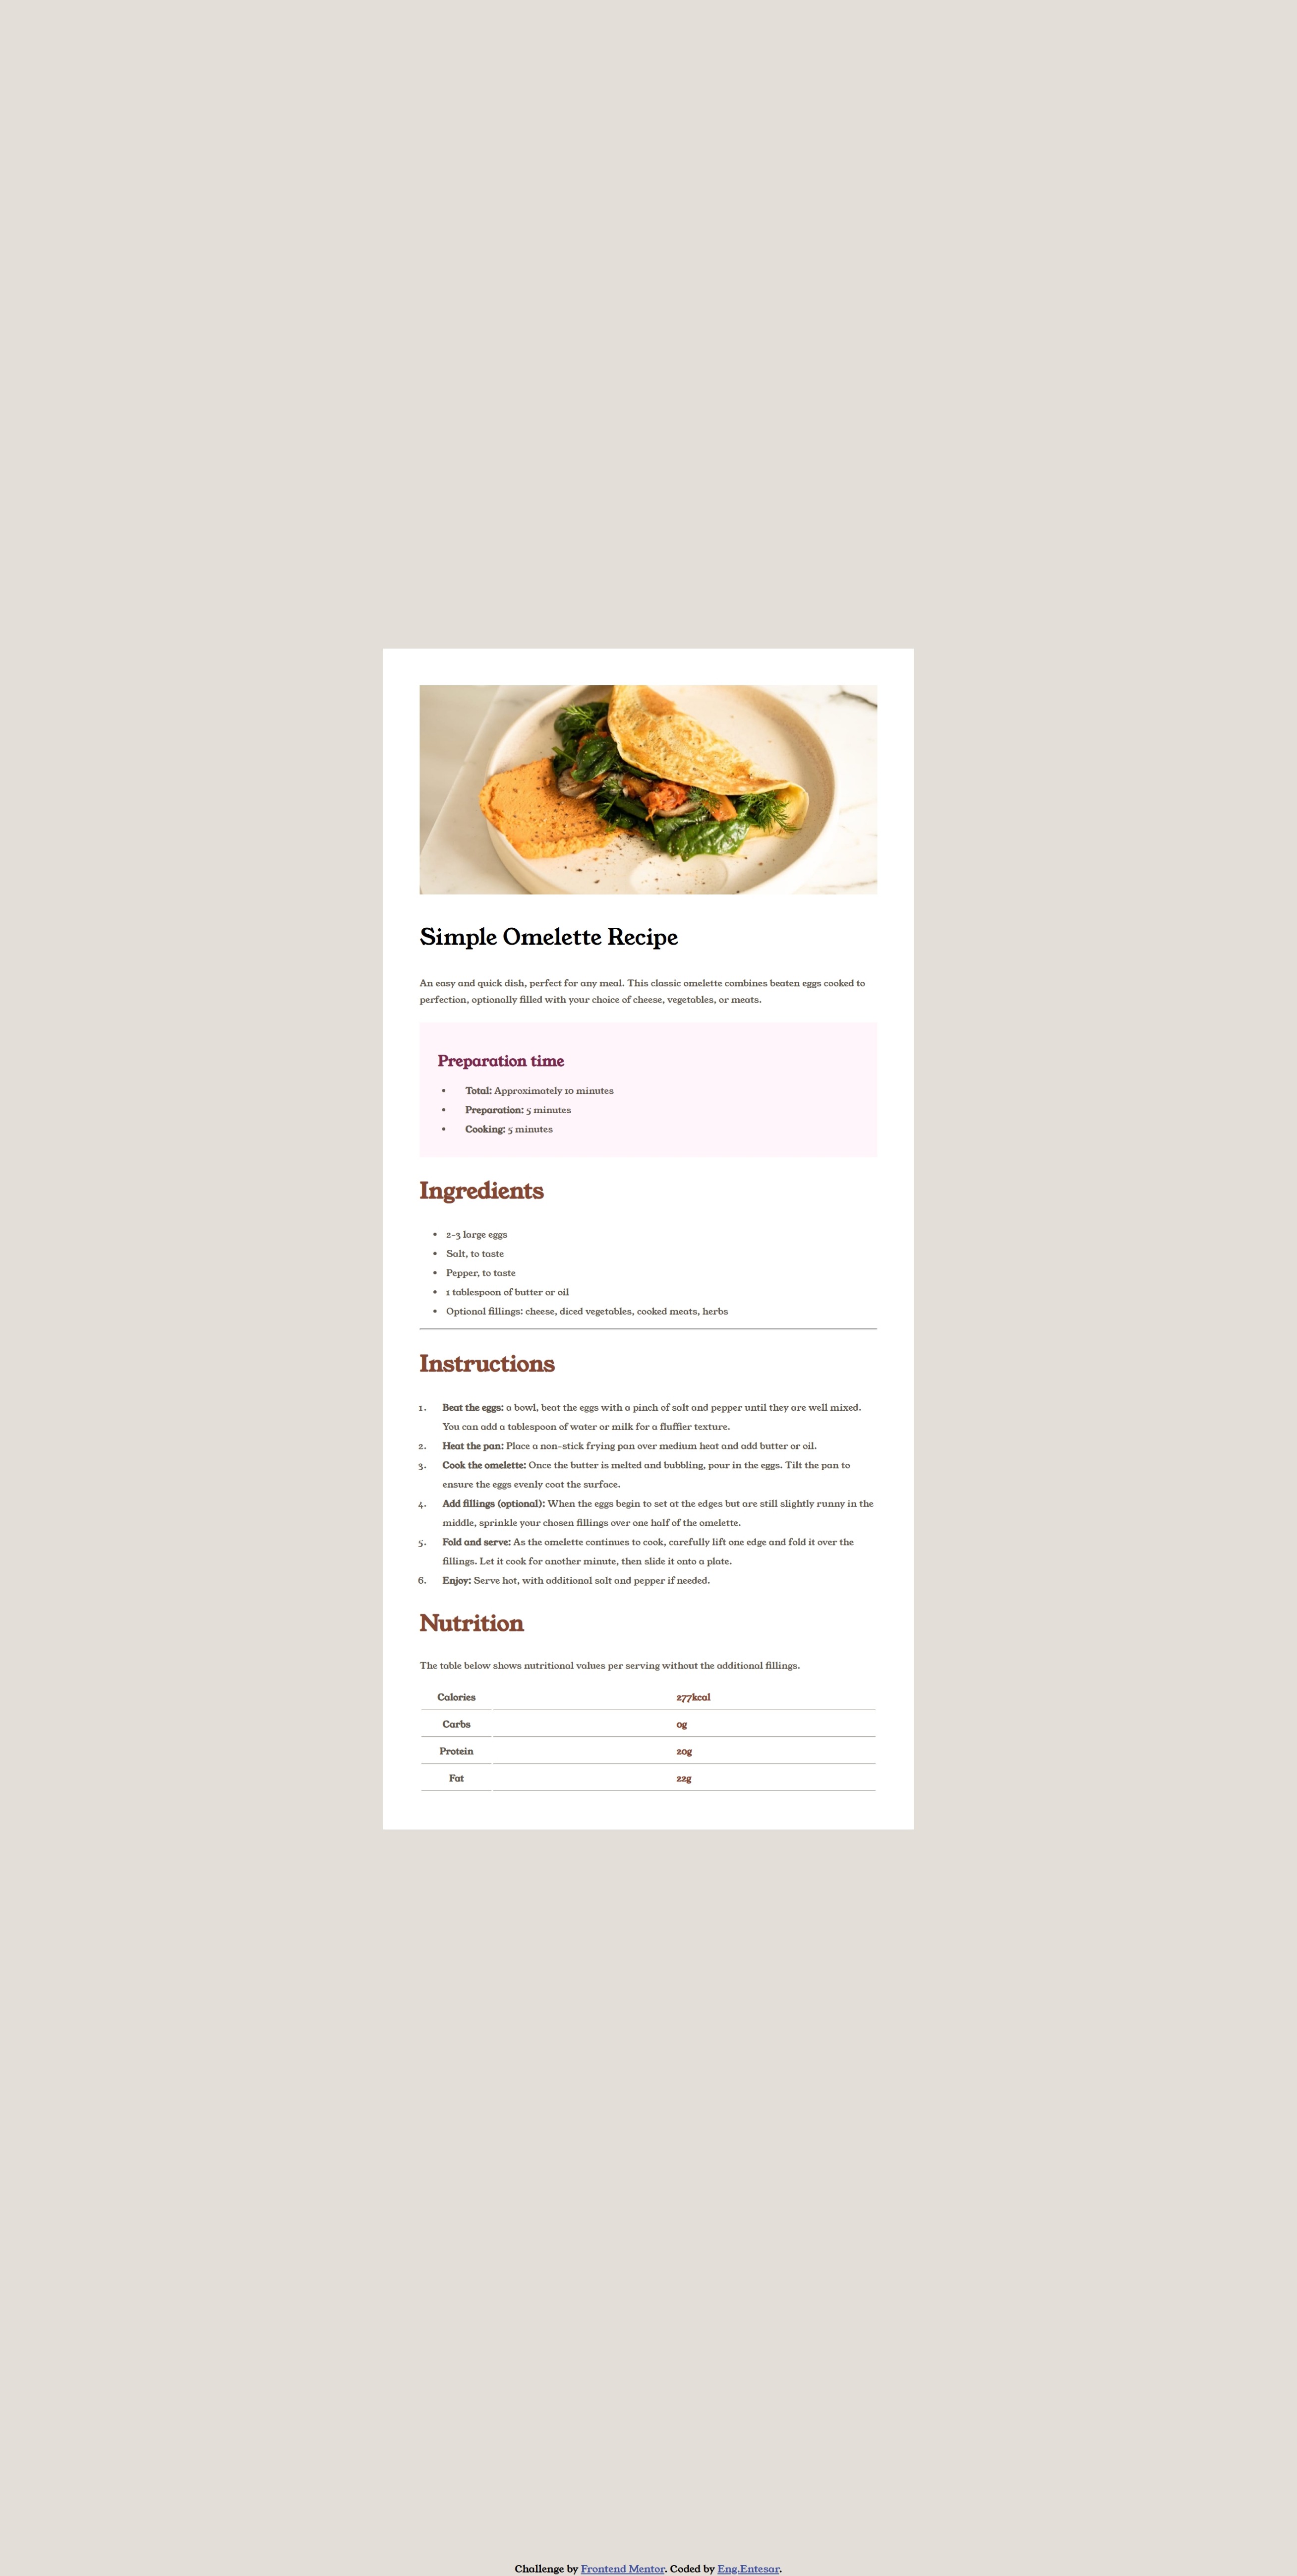 Simple Omelette Recipe
An easy and quick dish, perfect for any meal. This classic omelette combines beaten eggs cooked to
perfection, optionally filled with your choice of cheese, vegetables, or meats.
Preparation time
• Total: Approximately 10 minutes
• Preparation: 5 minutes
• Cooking: 5 minutes
Ingredients
• 2-3 large eggs
• Salt, to taste
• Pepper, to taste
• 1 tablespoon of butter or oil
• Optional fillings: cheese, diced vegetables, cooked meats, herbs
Instructions
1. Beat the eggs: a bowl, beat the eggs with a pinch of salt and pepper until they are well mixed.
You can add a tablespoon of water or milk for a fluffier texture.
2. Heat the pan: Place a non-stick frying pan over medium heat and add butter or oil.
3. Cook the omelette: Once the butter is melted and bubbling, pour in the eggs. Tilt the pan to
ensure the eggs evenly coat the surface.
4. Add fillings (optional): When the eggs begin to set at the edges but are still slightly runny in the
middle, sprinkle your chosen fillings over one half of the omelette.
5. Fold and serve: As the omelette continues to cook, carefully lift one edge and fold it over the
fillings. Let it cook for another minute, then slide it onto a plate.
6. Enjoy: Serve hot, with additional salt and pepper if needed.
Nutrition
The table below shows nutritional values per serving without the additional fillings.
Calories 277kcal
Carbs 0g
Protein 20g
Fat 22g
Challenge by Frontend Mentor. Coded by Eng.Entesar.